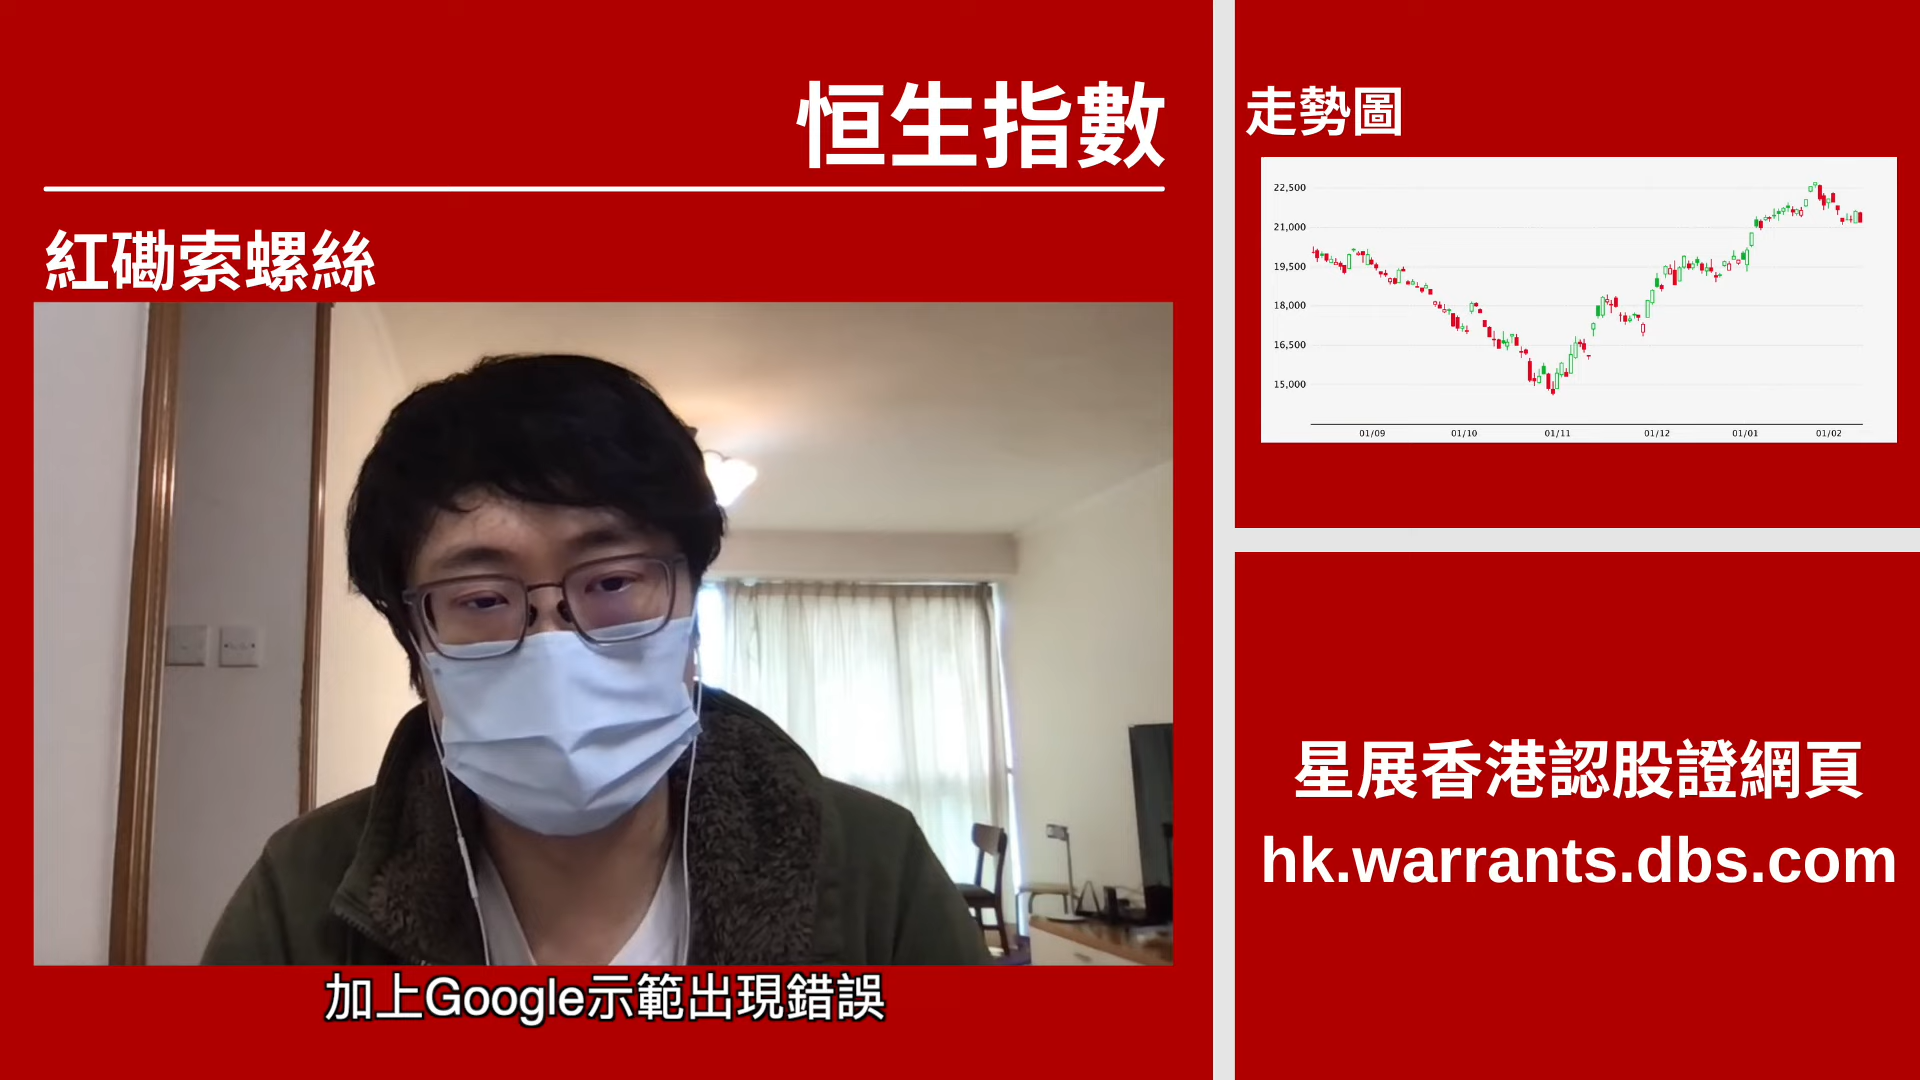 恒生指數
紅磡索螺絲
加上Google示範出現錯誤
走勢圖
22,500
21,000
19,500
18,000
16,500
15,000
01/09 01/10 01/11 01/12 01/01 01/02
星展香港認股證網頁
hk.warrants.dbs.com